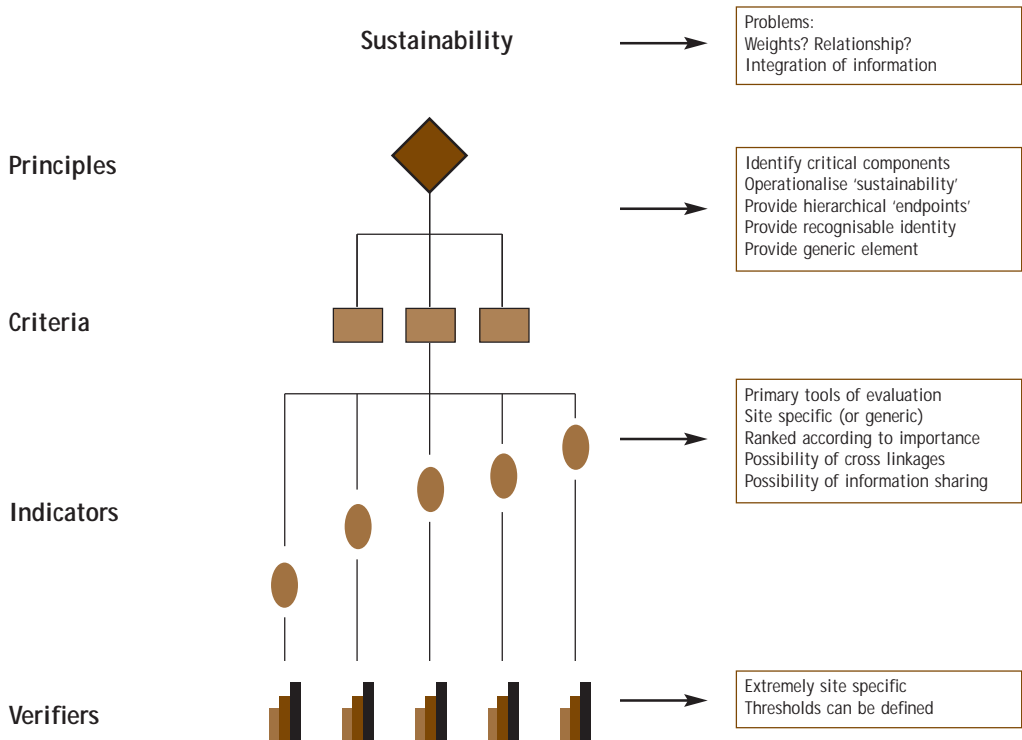 Sustainability
Problems:
Weights? Relationship?
Integration of information
Principles
Identify critical components
Operationalise ‘sustainability’
Provide hierarchical ‘endpoints’
Provide recognisable identity
Provide generic element
Criteria
Primary tools of evaluation
Site specific (or generic)
Ranked according to importance
Possibility of cross linkages
Possibility of information sharing
Indicators
Extremely site specific
Thresholds can be defined
Verifiers